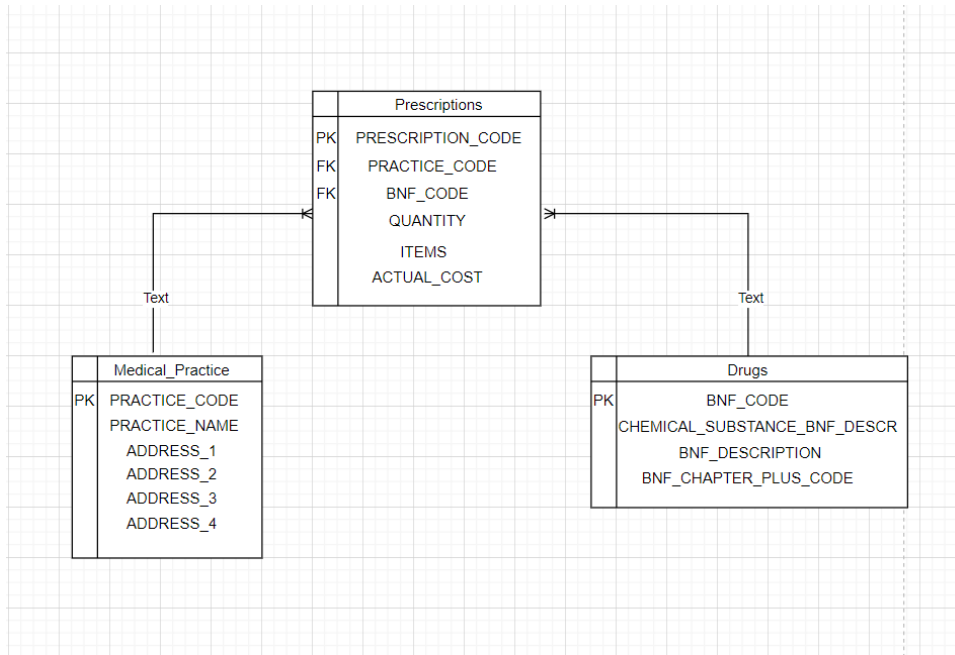 Prescriptions
PK PRESCRIPTION_CODE
FK PRACTICE_CODE
FK BNF_CODE
QUANTITY
ITEMS
ACTUAL_COST
Text
Text
Medical_Practice
PK PRACTICE_CODE
PRACTICE_NAME
ADDRESS_1
ADDRESS_2
ADDRESS_3
ADDRESS_4
Drugs
PK BNF_CODE
CHEMICAL_SUBSTANCE_BNF_DESCR
BNF_DESCRIPTION
BNF_CHAPTER_PLUS_CODE